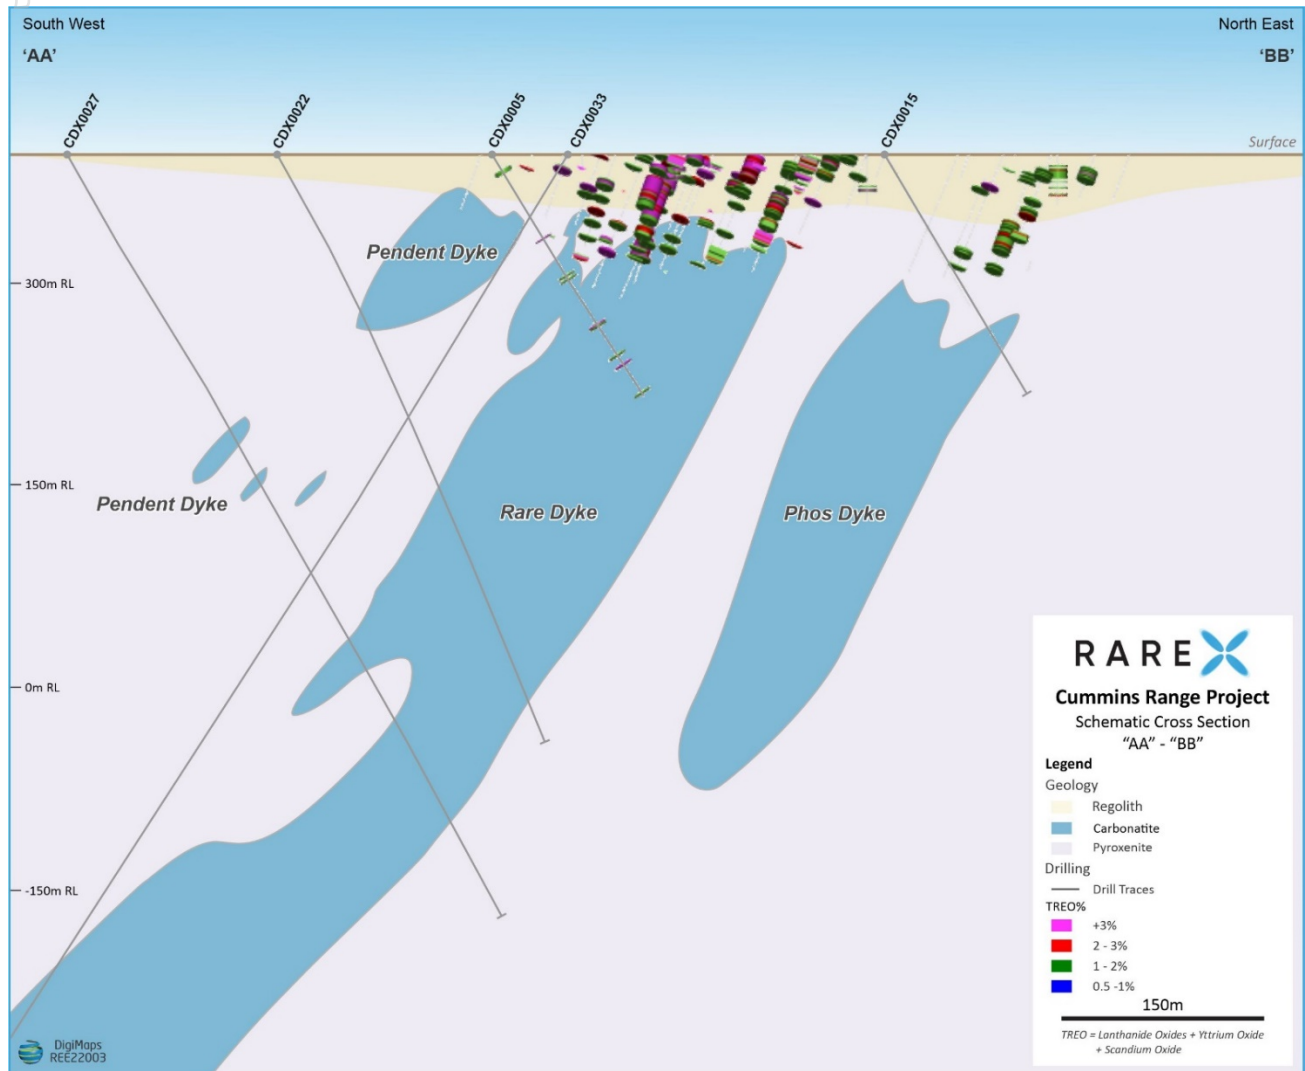 South West
North East
'AA'
'BB'
CDX0027
CDX0022
CDX0005
CDX0033
CDX0015
Surface
Pendent Dyke
300m RL
150m RL
Pendent Dyke
Rare Dyke
Phos Dyke
0m RL
-150m RL
RAREX
Cummins Range Project
Schematic Cross Section
"AA" - "BB"
Legend
Geology
Regolith
Carbonatite
Pyroxenite
Drilling
Drill Traces
TREO%
+3%
2 - 3%
1 - 2%
0.5 -1%
150m
TREO = Lanthanide Oxides + Yttrium Oxide
+ Scandium Oxide
DigiMaps
REE22003